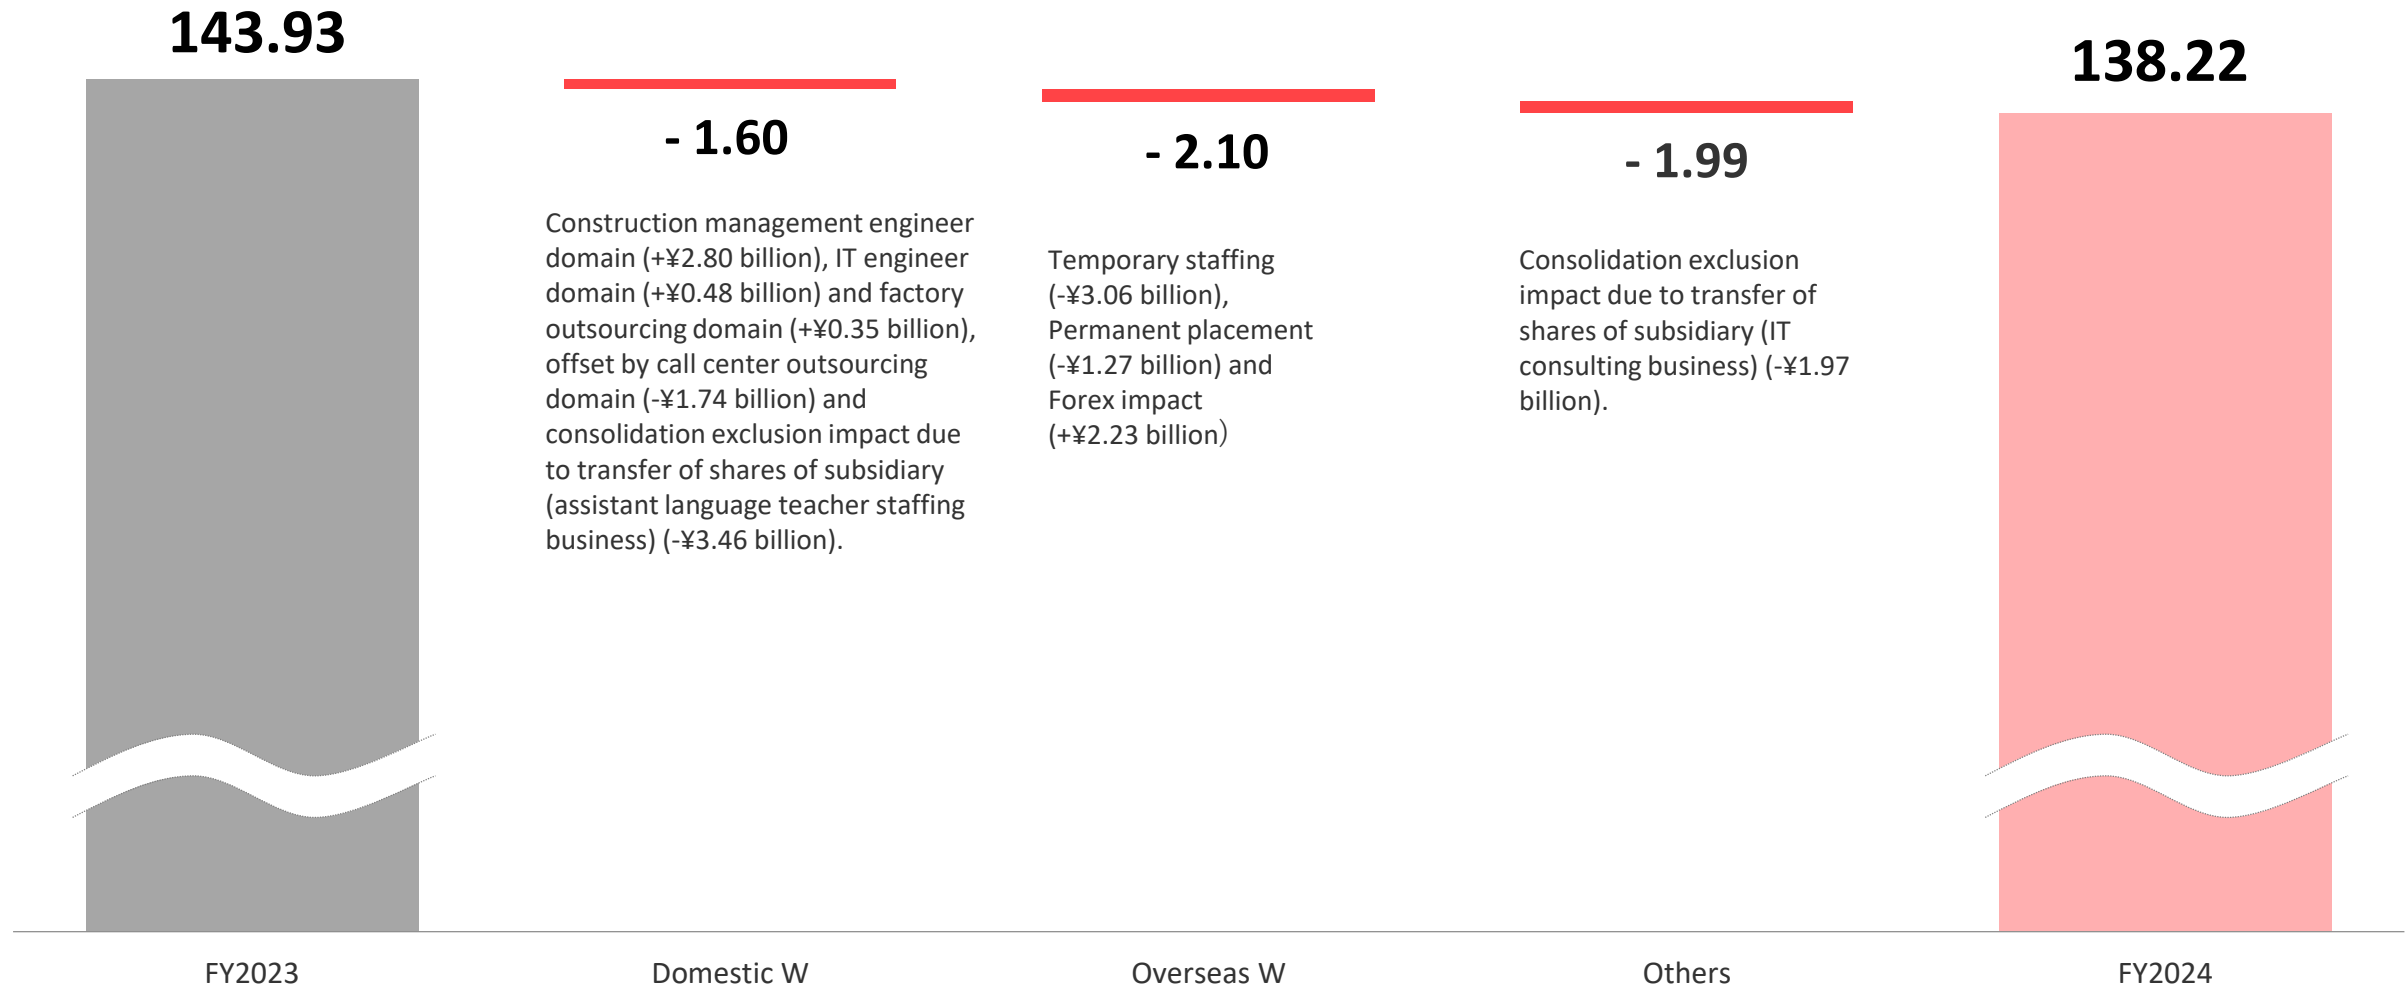 143.93
- 1.60
Construction management engineer
domain (+¥2.80 billion), IT engineer
domain (+¥0.48 billion) and factory
outsourcing domain (+¥0.35 billion),
offset by call center outsourcing
domain (-¥1.74 billion) and
consolidation exclusion impact due
to transfer of shares of subsidiary
(assistant language teacher staffing
business) (-¥3.46 billion).
- 2.10
Temporary staffing
(-¥3.06 billion),
Permanent placement
(-¥1.27 billion) and
Forex impact
(+¥2.23 billion）
- 1.99
Consolidation exclusion
impact due to transfer of
shares of subsidiary (IT
consulting business) (-¥1.97
billion).
138.22
FY2023
Domestic W
Overseas W
Others
FY2024